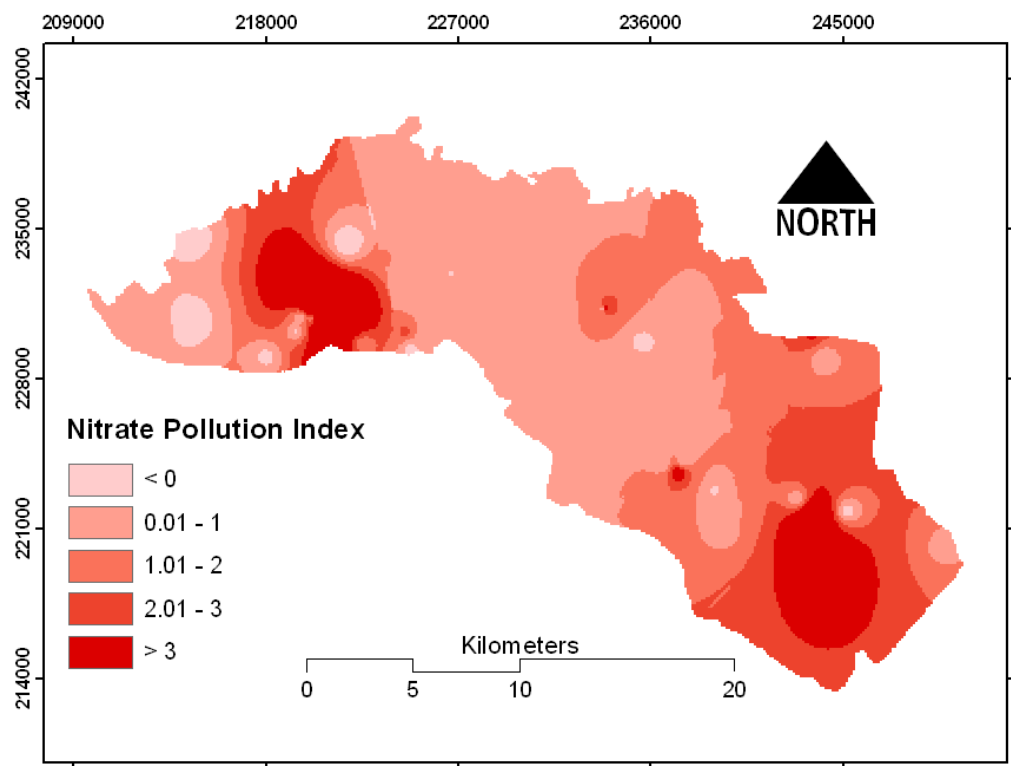 209000 218000 227000 236000 245000
242000
235000
228000
221000
214000
NORTH
Nitrate Pollution Index
< 0
0.01 - 1
1.01 - 2
2.01 - 3
> 3
Kilometers
0 5 10 20